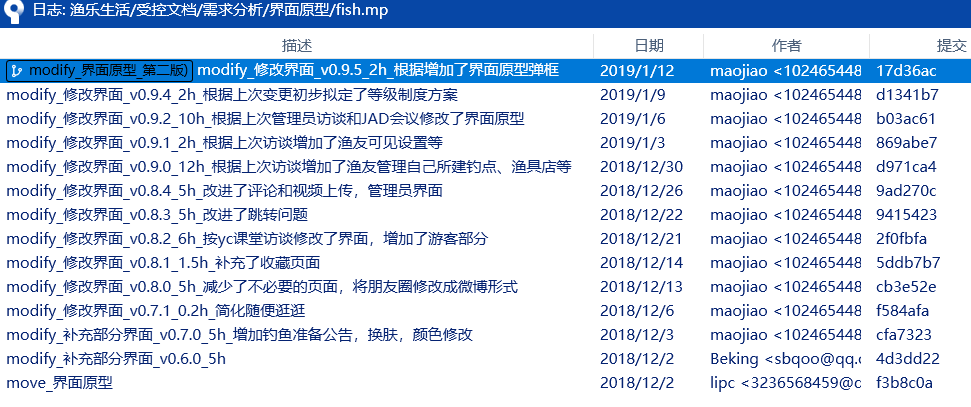 日志: 渔乐生活/受控文档/需求分析/界面原型/fish.mp
描述 日期 作者 提交
modify_界面原型_第二版) modify_修改界面_v0.9.5_2h_根据增加了界面原型弹框 2019/1/12 maojiao <102465448 17d36ac
modify_修改界面_v0.9.4_2h_根据上次变更初步拟定了等级制度方案 2019/1/9 maojiao <102465448 d1341b7
modify_修改界面_v0.9.2_10h_根据上次管理员访谈和JAD会议修改了界面原型 2019/1/6 maojiao <102465448 b03ac61
modify_修改界面_v0.9.1_2h_根据上次访谈增加了渔友可见设置等 2019/1/3 maojiao <102465448 869abe7
modify_修改界面_v0.9.0_12h_根据上次访谈增加了渔友管理自己所建钓点、渔具店等 2018/12/30 maojiao <102465448 d971ca4
modify_修改界面_v0.8.4_5h_改进了评论和视频上传，管理员界面 2018/12/26 maojiao <102465448 9ad270c
modify_修改界面_v0.8.3_5h_改进了跳转问题 2018/12/22 maojiao <102465448 9415423
modify_修改界面_v0.8.2_6h_按yc课堂访谈修改了界面，增加了游客部分 2018/12/21 maojiao <102465448 2f0fbfa
modify_修改界面_v0.8.1_1.5h_补充了收藏页面 2018/12/14 maojiao <102465448 5ddb7b7
modify_修改界面_v0.8.0_5h_减少了不必要的页面，将朋友圈修改成微博形式 2018/12/13 maojiao <102465448 cb3e52e
modify_修改界面_v0.7.1_0.2h_简化随便逛逛 2018/12/6 maojiao <102465448 f584afa
modify_补充部分界面_v0.7.0_5h_增加钓鱼准备公告，换肤，颜色修改 2018/12/3 maojiao <102465448 cfa7323
modify_补充部分界面_v0.6.0_5h 2018/12/2 Beking <sbqoo@qq.c 4d3dd22
move_界面原型 2018/12/2 lipc <3236568459@q f3b8c0a